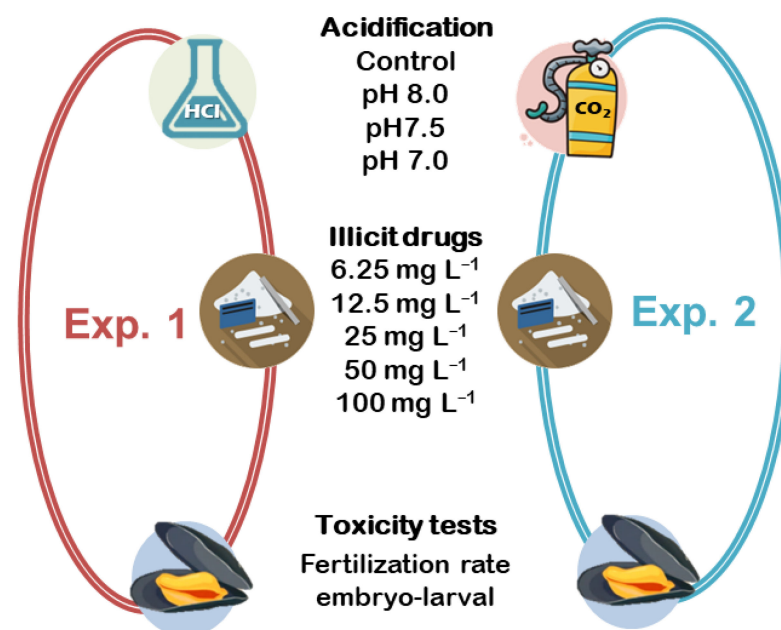 Acidification
Control
pH 8.0
pH7.5
pH 7.0
HCl
CO₂
Illicit drugs
6.25 mg L⁻¹
12.5 mg L⁻¹
25 mg L⁻¹
50 mg L⁻¹
100 mg L⁻¹
Exp. 1
Exp. 2
Toxicity tests
Fertilization rate
embryo-larval